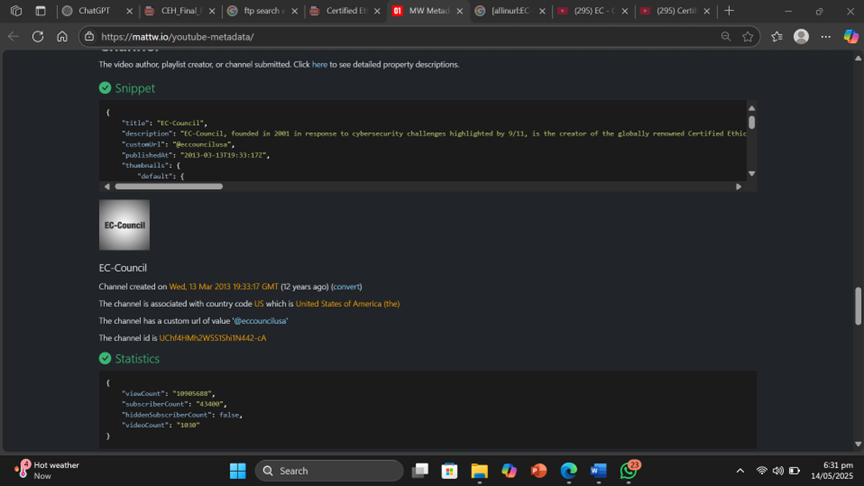 ChatGPT
CEH_Final_
ftp search e
Certified Eth
MW Metad
[allinurl:EC-
(295) EC - C
(295) Certif
https://mattw.io/youtube-metadata/
The video author, playlist creator, or channel submitted. Click here to see detailed property descriptions.
Snippet
{
"title": "EC-Council",
"description": "EC-Council, founded in 2001 in response to cybersecurity challenges highlighted by 9/11, is the creator of the globally renowned Certified Ethic
"customUrl": "@eccouncilusa",
"publishedAt": "2013-03-13T19:33:17Z",
"thumbnails": {
"default": {
EC-Council
EC-Council
Channel created on Wed, 13 Mar 2013 19:33:17 GMT (12 years ago) (convert)
The channel is associated with country code US which is United States of America (the)
The channel has a custom url of value '@eccouncilusa'
The channel id is UChf4HMh2WSS1Shi1N442-cA
Statistics
{
"viewCount": "10905688",
"subscriberCount": "43400",
"hiddenSubscriberCount": false,
"videoCount": "1030"
}
4
Hot weather
Now
Search
23
6:31 pm
14/05/2025